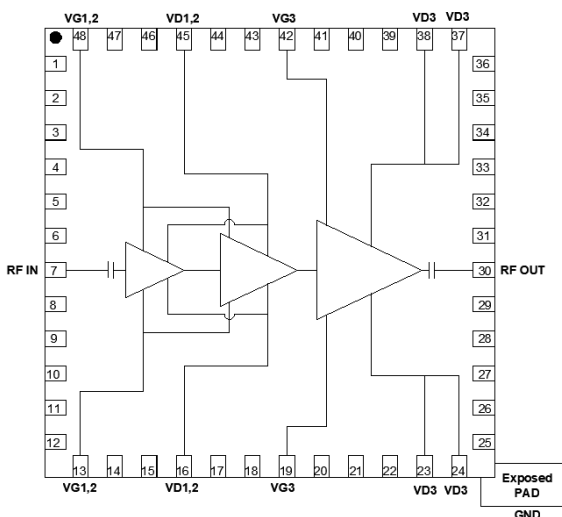 VG1,2 VD1,2 VG3 VD3 VD3
48 47 46 45 44 43 42 41 40 39 38 37
1 36
2 35
3 34
4 33
5 32
6 31
RF IN 7 30 RF OUT
8 29
9 28
10 27
11 26
12 25
13 14 15 16 17 18 19 20 21 22 23 24
VG1,2 VD1,2 VG3 VD3 VD3
Exposed
PAD
GND